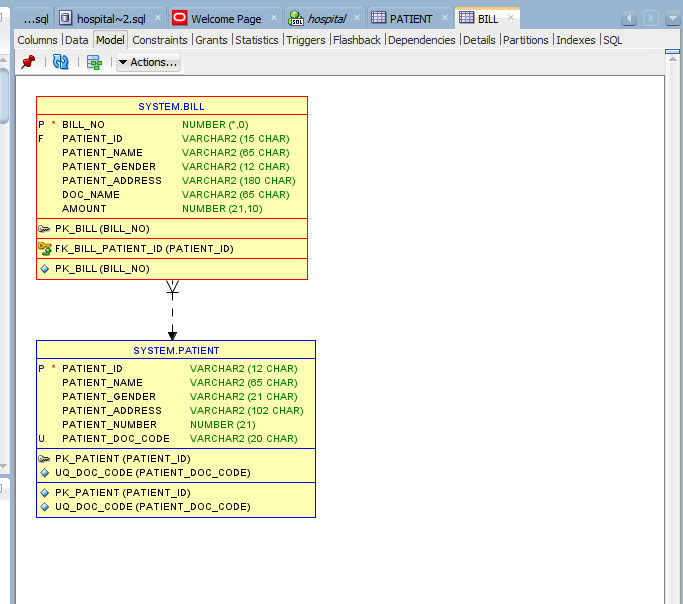 ...sql hospital~2.sql Welcome Page hospital PATIENT BILL
Columns Data Model Constraints Grants Statistics Triggers Flashback Dependencies Details Partitions Indexes SQL
Actions...
SYSTEM.BILL
P * BILL_NO NUMBER (*,0)
F PATIENT_ID VARCHAR2 (15 CHAR)
PATIENT_NAME VARCHAR2 (65 CHAR)
PATIENT_GENDER VARCHAR2 (12 CHAR)
PATIENT_ADDRESS VARCHAR2 (180 CHAR)
DOC_NAME VARCHAR2 (65 CHAR)
AMOUNT NUMBER (21,10)
PK_BILL (BILL_NO)
FK_BILL_PATIENT_ID (PATIENT_ID)
PK_BILL (BILL_NO)
SYSTEM.PATIENT
P * PATIENT_ID VARCHAR2 (12 CHAR)
PATIENT_NAME VARCHAR2 (65 CHAR)
PATIENT_GENDER VARCHAR2 (21 CHAR)
PATIENT_ADDRESS VARCHAR2 (102 CHAR)
PATIENT_NUMBER NUMBER (21)
U PATIENT_DOC_CODE VARCHAR2 (20 CHAR)
PK_PATIENT (PATIENT_ID)
UQ_DOC_CODE (PATIENT_DOC_CODE)
PK_PATIENT (PATIENT_ID)
UQ_DOC_CODE (PATIENT_DOC_CODE)